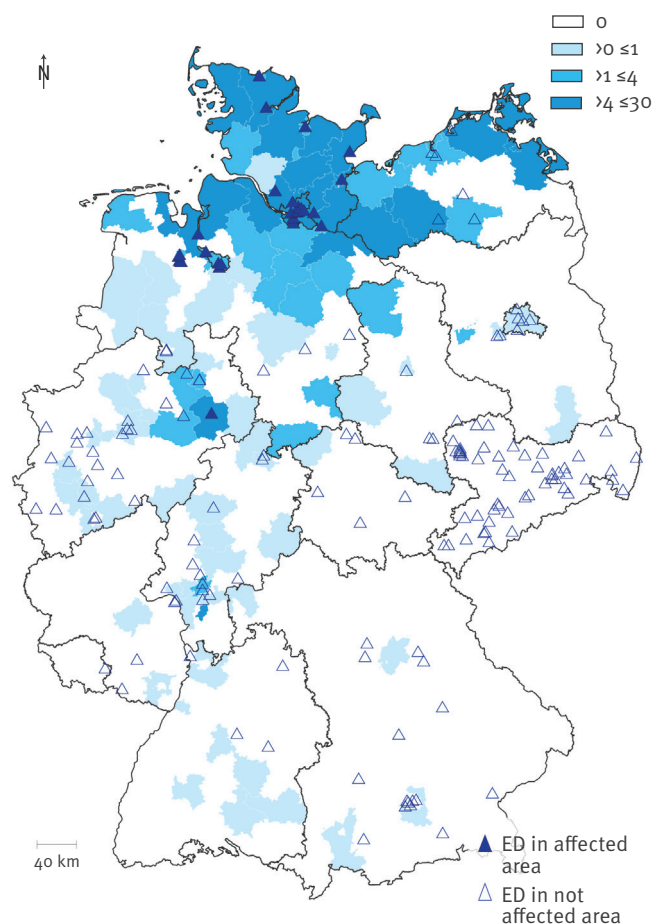 0
>0 ≤1
>1 ≤4
>4 ≤30
N
40 km
ED in affected
area
ED in not
affected area